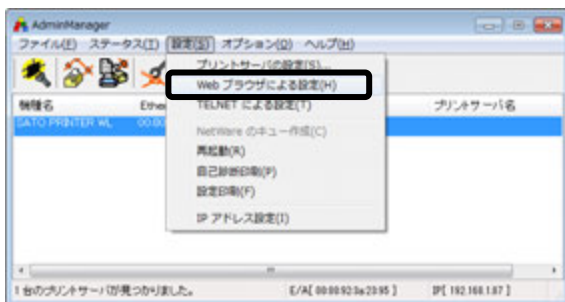 AdminManager
ファイル(F) ステータス(T) 設定(S) オプション(O) ヘルプ(H)
プリントサーバの設定(S)...
Web ブラウザによる設定(H)
TELNET による設定(T)
NetWare のキュー作成(C)
再起動(R)
自己診断印刷(P)
設定印刷(F)
IP アドレス設定(I)
機種名 Ether プリントサーバ名
SATO PRINTER WL 00:80
1 台のプリントサーバが見つかりました。 E/A[ 00:80:92:3a:23:95 ] IP[ 192.168.1.87 ]